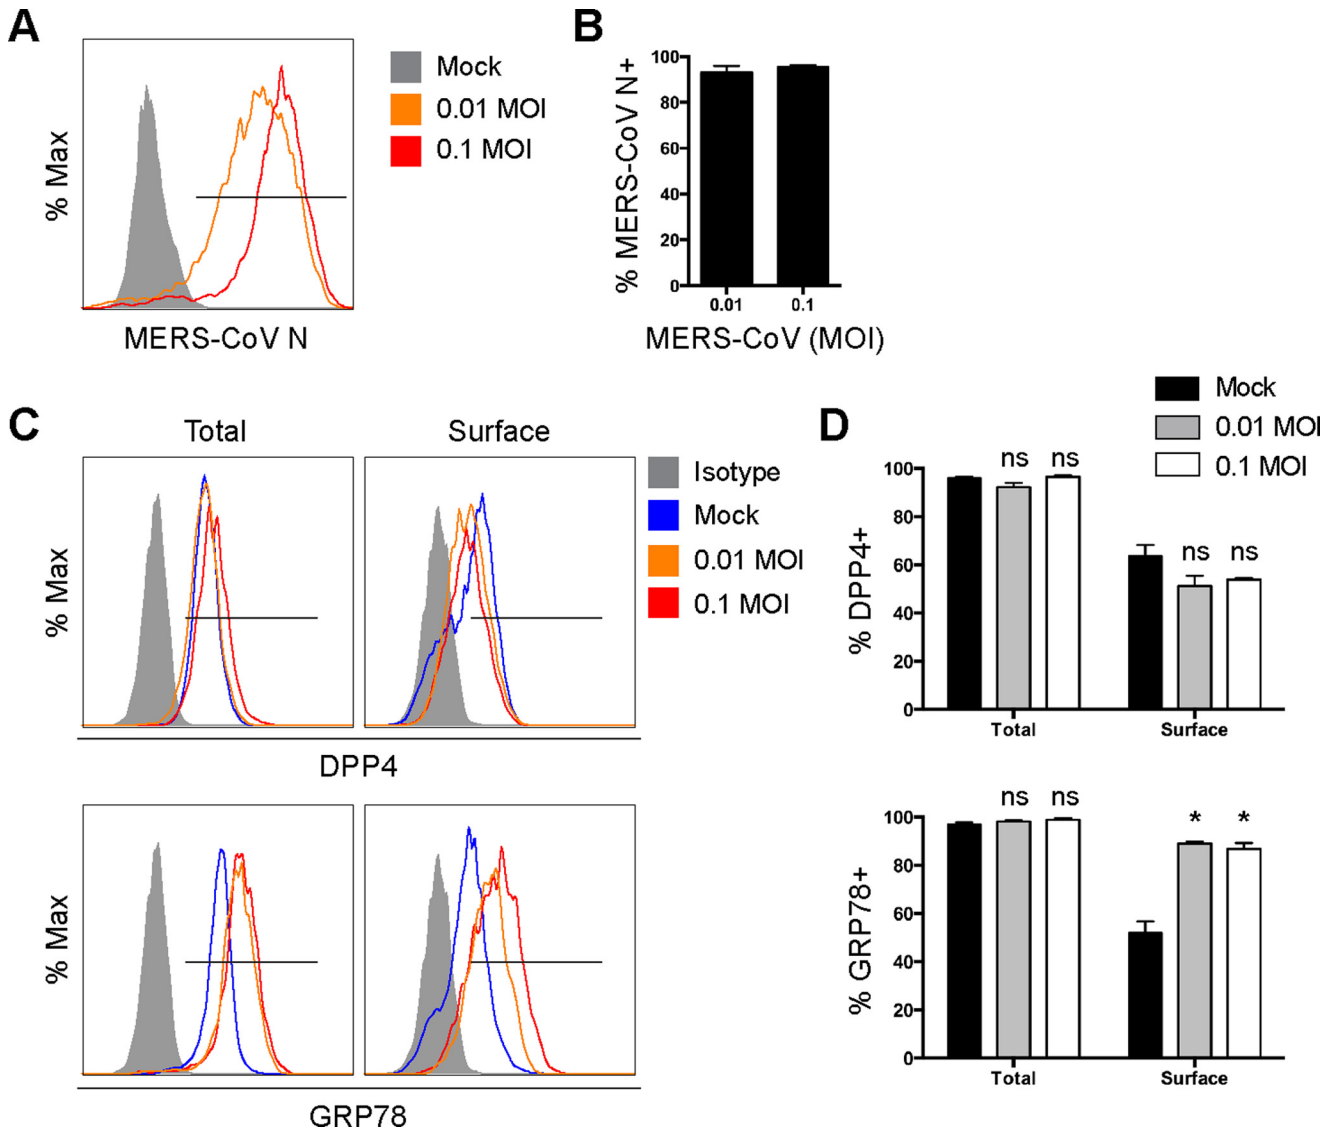 A
% Max
MERS-CoV N
Mock
0.01 MOI
0.1 MOI
B
% MERS-CoV N+
100
80
60
40
20
0
0.01 0.1
MERS-CoV (MOI)
C
Total Surface
% Max
DPP4
Isotype
Mock
0.01 MOI
0.1 MOI
% Max
GRP78
D
Mock
0.01 MOI
0.1 MOI
% DPP4+
100
80
60
40
20
0
ns ns
ns ns
Total Surface
% GRP78+
100
80
60
40
20
0
ns ns
* *
Total Surface